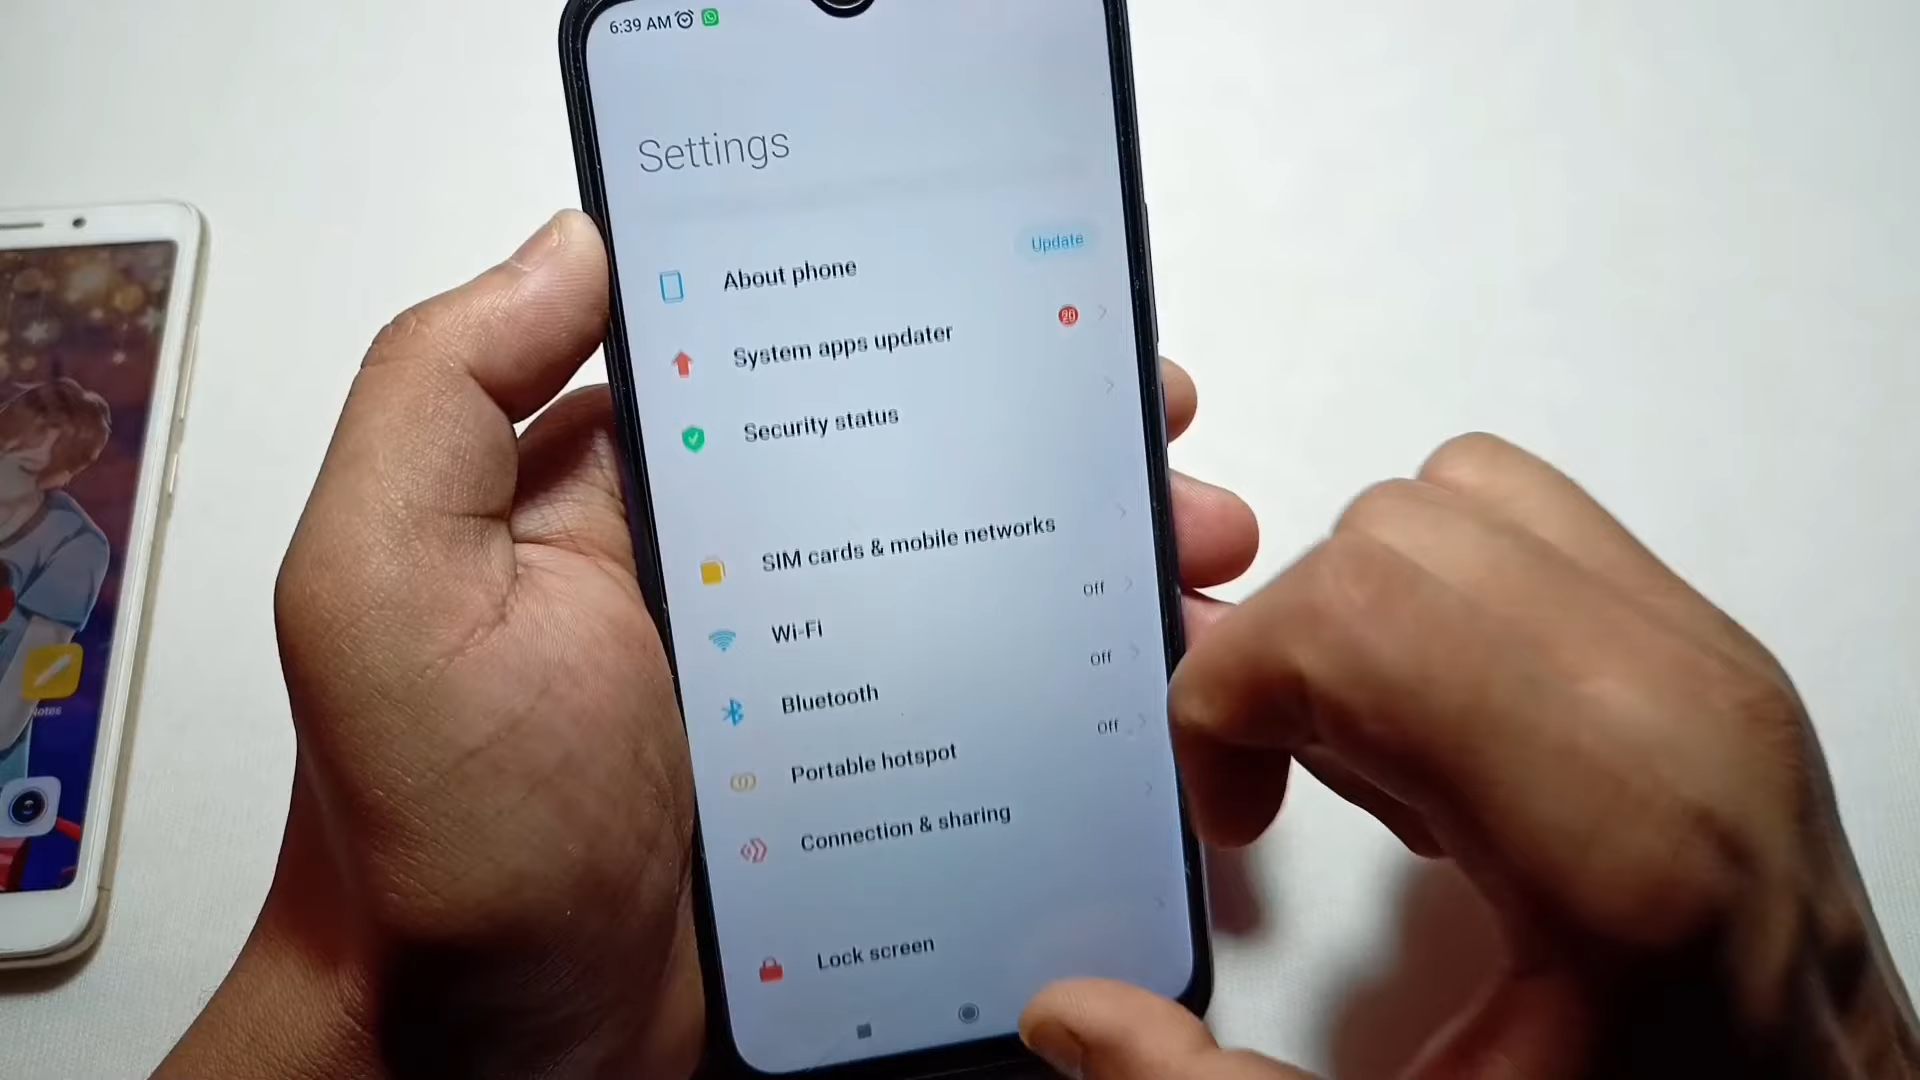 6:39 AM
Settings
About phone
Update
System apps updater
20
Security status
SIM cards & mobile networks
Wi-Fi
Off
Bluetooth
Off
Portable hotspot
Off
Connection & sharing
Lock screen
Notes